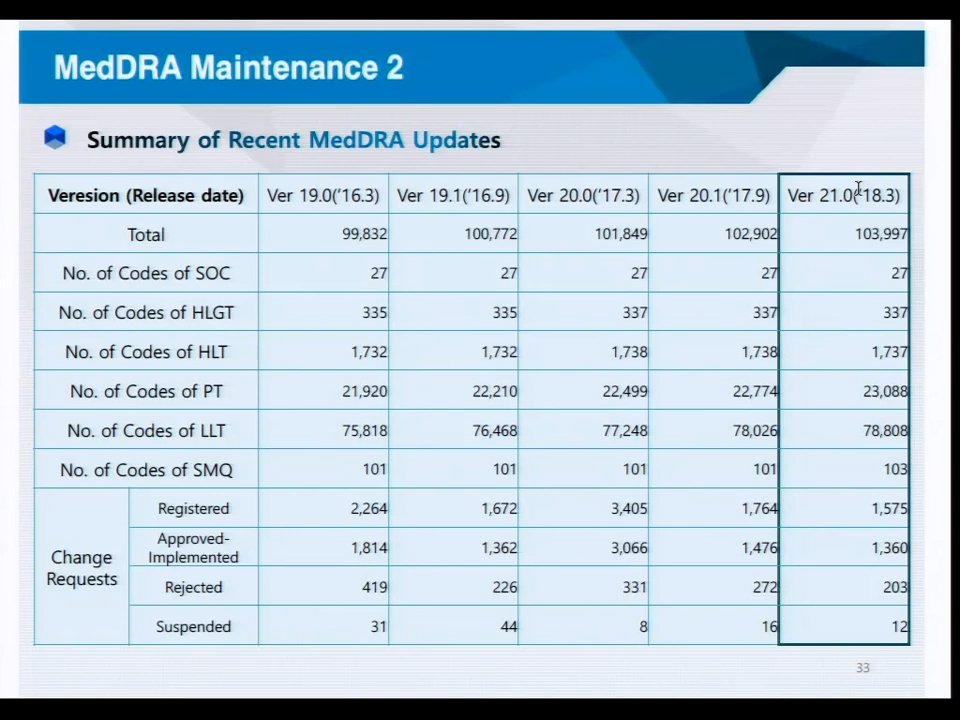 MedDRA Maintenance 2
Summary of Recent MedDRA Updates
Veresion (Release date) Ver 19.0('16.3) Ver 19.1('16.9) Ver 20.0('17.3) Ver 20.1('17.9) Ver 21.0('18.3)
Total 99,832 100,772 101,849 102,902 103,997
No. of Codes of SOC 27 27 27 27 27
No. of Codes of HLGT 335 335 337 337 337
No. of Codes of HLT 1,732 1,732 1,738 1,738 1,737
No. of Codes of PT 21,920 22,210 22,499 22,774 23,088
No. of Codes of LLT 75,818 76,468 77,248 78,026 78,808
No. of Codes of SMQ 101 101 101 101 103
Change Requests
Registered 2,264 1,672 3,405 1,764 1,575
Approved-
Implemented 1,814 1,362 3,066 1,476 1,360
Rejected 419 226 331 272 203
Suspended 31 44 8 16 12
33